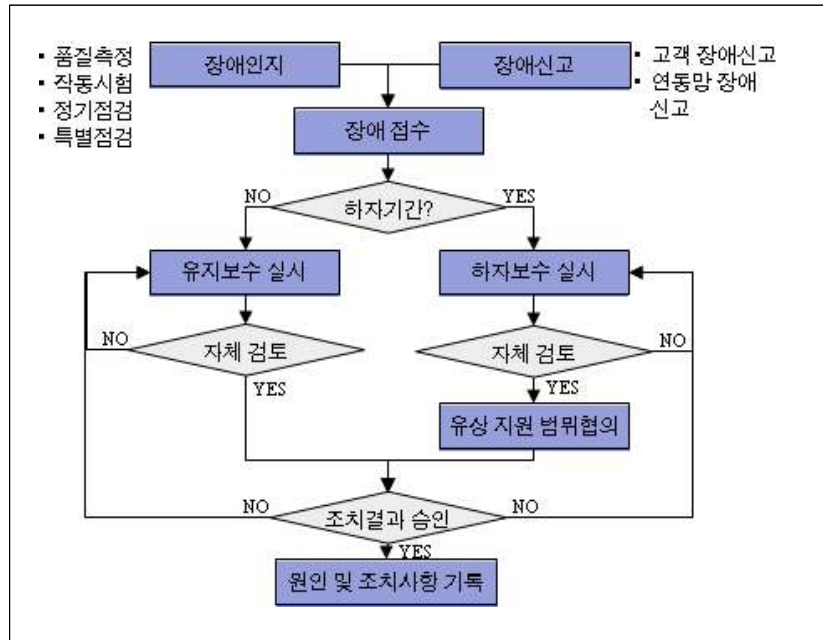 ▪ 품질측정
▪ 작동시험
▪ 정기점검
▪ 특별점검
장애인지
장애신고
▪ 고객 장애신고
▪ 연동망 장애
신고
장애 접수
NO
하자기간?
YES
유지보수 실시
하자보수 실시
NO
자체 검토
YES
자체 검토
NO
YES
유상 지원 범위협의
NO
조치결과 승인
NO
YES
원인 및 조치사항 기록